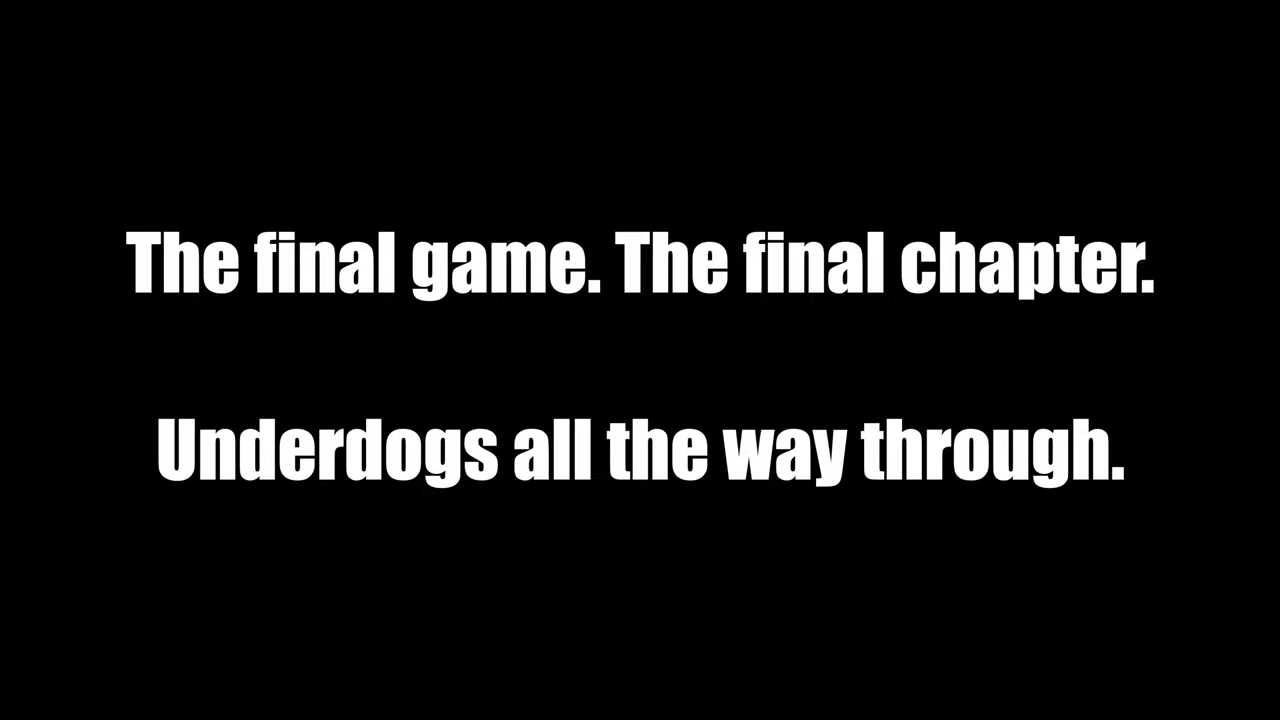 The final game. The final chapter.
Underdogs all the way through.